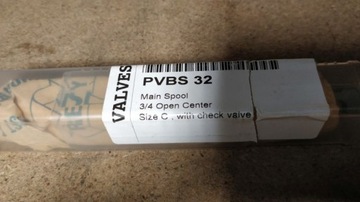 VALVES
PVBS 32
Main Spool
3/4 Open Center
Size C , with check valve